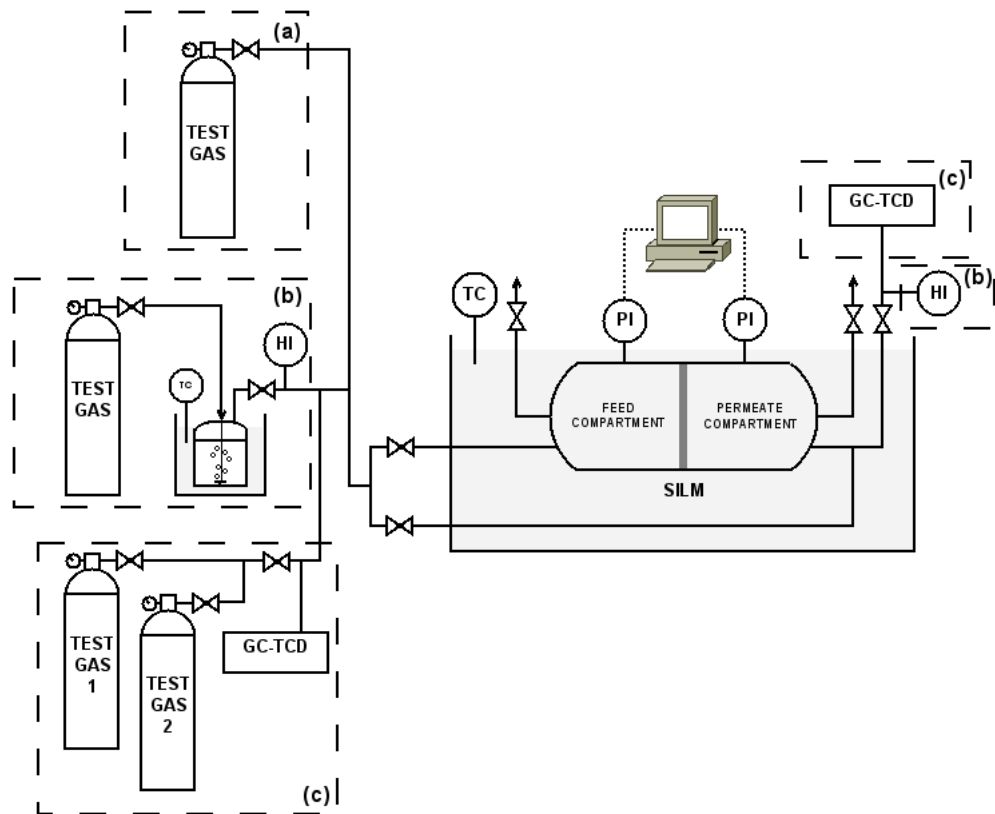 (a)
TEST
GAS
(b)
TEST
GAS
TC
HI
(c)
TEST
GAS
1
TEST
GAS
2
GC-TCD
TC
PI
PI
FEED
COMPARTMENT
PERMEATE
COMPARTMENT
SILM
(c)
GC-TCD
(b)
HI